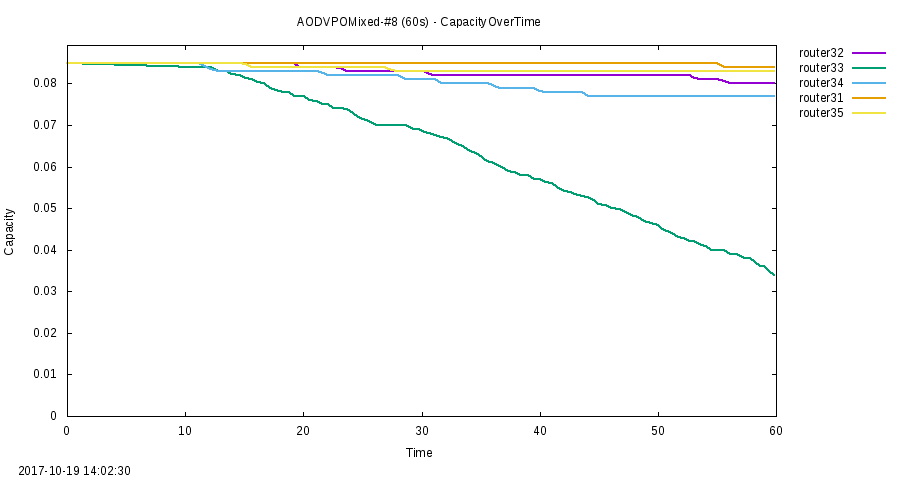 AODVPOMixed-#8 (60s) - CapacityOverTime
router32
router33
router34
router31
router35
0.08
0.07
0.06
0.05
0.04
0.03
0.02
0.01
0
Capacity
0 10 20 30 40 50 60
Time
2017-10-19 14:02:30